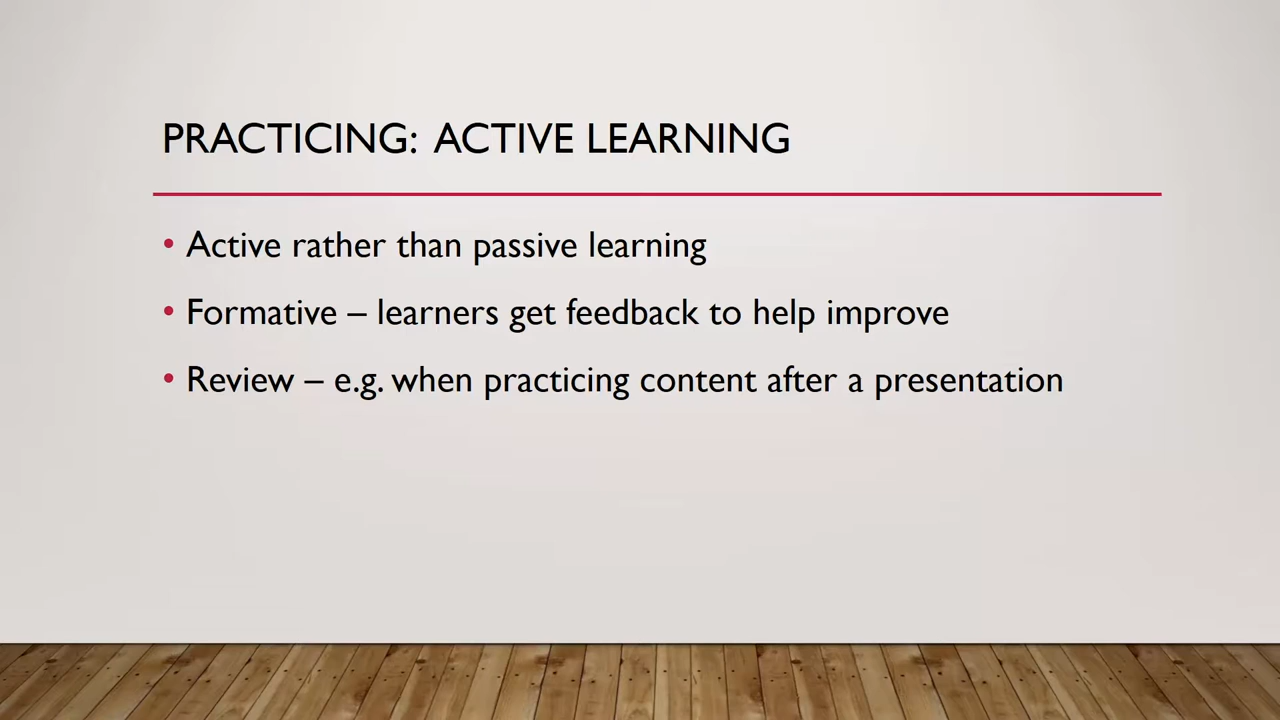 PRACTICING: ACTIVE LEARNING
• Active rather than passive learning
• Formative – learners get feedback to help improve
• Review – e.g. when practicing content after a presentation